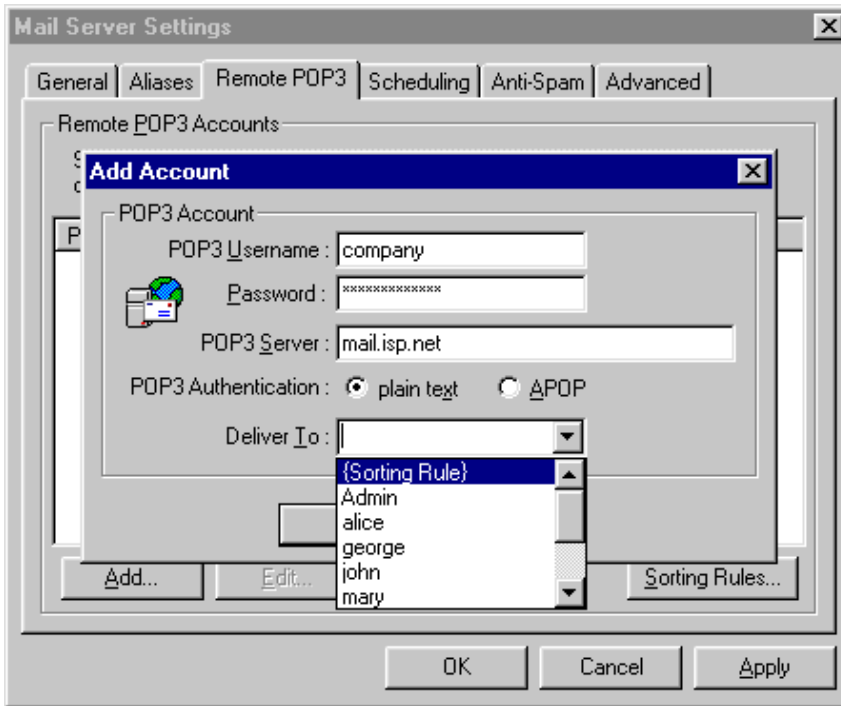 Mail Server Settings
General Aliases Remote POP3 Scheduling Anti-Spam Advanced
Remote POP3 Accounts
Add Account
P
POP3 Account
POP3 Username : company
Password : *************
POP3 Server : mail.isp.net
POP3 Authentication : plain text APOP
Deliver To :
{Sorting Rule}
Admin
alice
george
john
mary
Add... Edit... Sorting Rules...
OK Cancel Apply